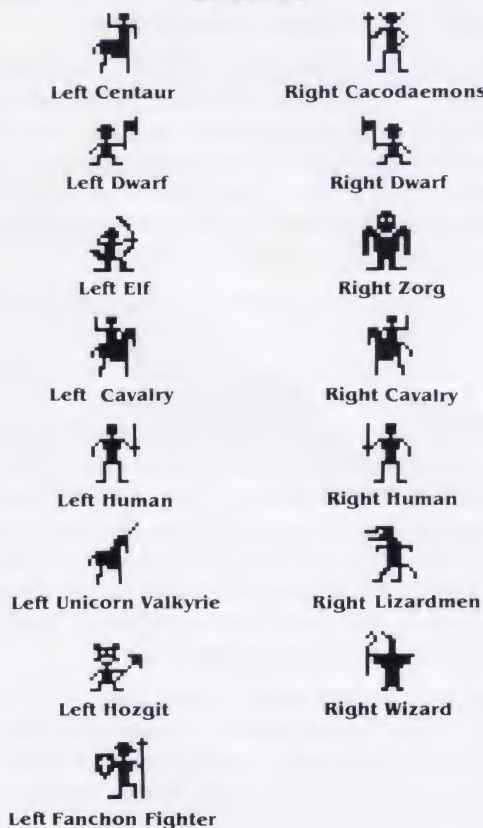 Left Centaur Right Cacodaemons
Left Dwarf Right Dwarf
Left Elf Right Zorg
Left Cavalry Right Cavalry
Left Human Right Human
Left Unicorn Valkyrie Right Lizardmen
Left Hozgit Right Wizard
Left Fanchon Fighter